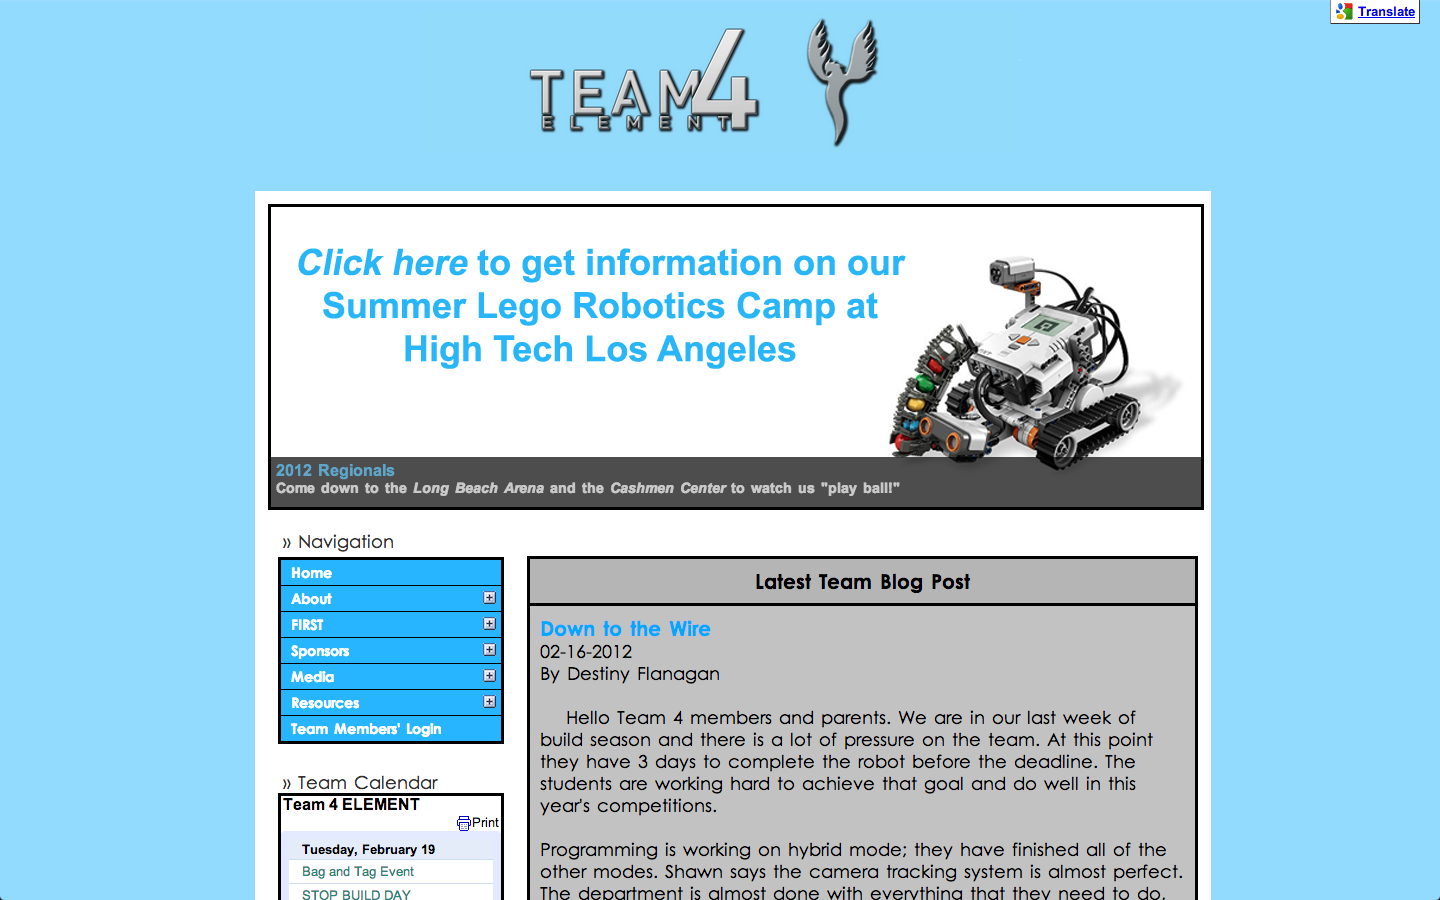 Translate
TEAM 4
ELEMENT
Click here to get information on our
Summer Lego Robotics Camp at
High Tech Los Angeles
2012 Regionals
Come down to the Long Beach Arena and the Cashmen Center to watch us "play ball!"
» Navigation
Home
About
FIRST
Sponsors
Media
Resources
Team Members' Login
» Team Calendar
Team 4 ELEMENT
Print
Tuesday, February 19
Bag and Tag Event
STOP BUILD DAY
Latest Team Blog Post
Down to the Wire
02-16-2012
By Destiny Flanagan
Hello Team 4 members and parents. We are in our last week of
build season and there is a lot of pressure on the team. At this point
they have 3 days to complete the robot before the deadline. The
students are working hard to achieve that goal and do well in this
year's competitions.
Programming is working on hybrid mode; they have finished all of the
other modes. Shawn says the camera tracking system is almost perfect.
The department is almost done with everything that they need to do,